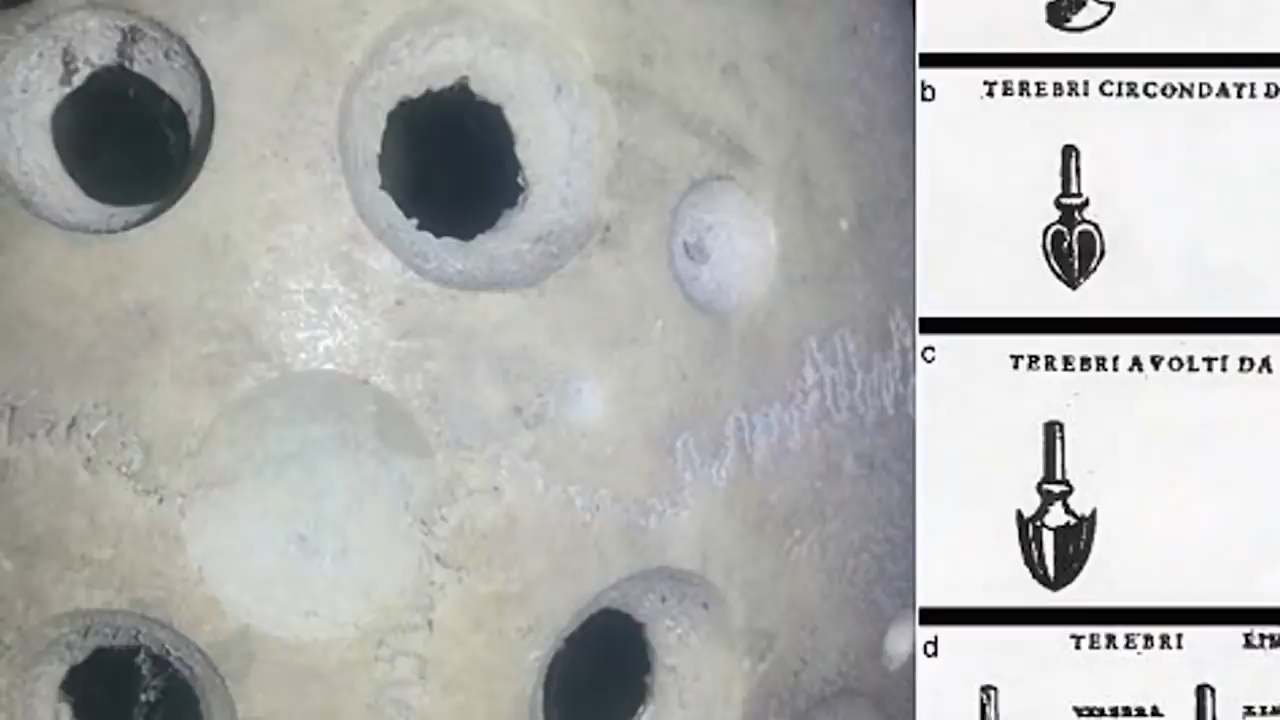 b
TEREBRI CIRCONDATI D
c
TEREBRI AVOLTI DA
d
TEREBRI